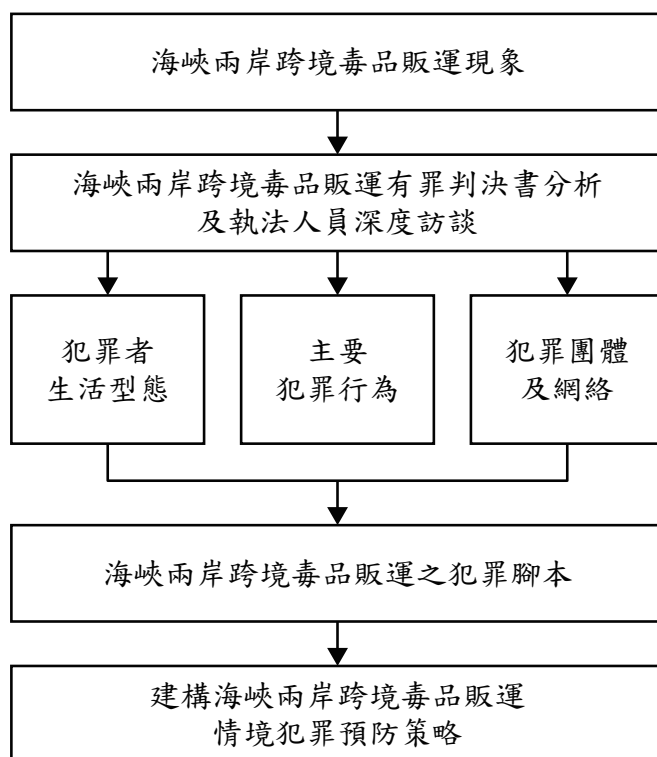 海峽兩岸跨境毒品販運現象
海峽兩岸跨境毒品販運有罪判決書分析
及執法人員深度訪談
犯罪者
生活型態
主要
犯罪行為
犯罪團體
及網絡
海峽兩岸跨境毒品販運之犯罪腳本
建構海峽兩岸跨境毒品販運
情境犯罪預防策略